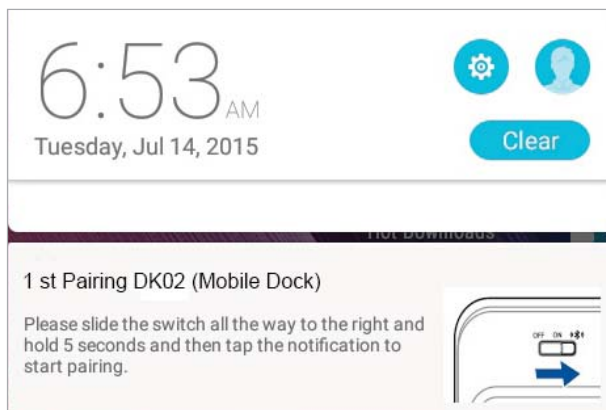 6:53 AM
Tuesday, Jul 14, 2015
Clear
Hot Downloads
1 st Pairing DK02 (Mobile Dock)
Please slide the switch all the way to the right and
hold 5 seconds and then tap the notification to
start pairing.
OFF ON